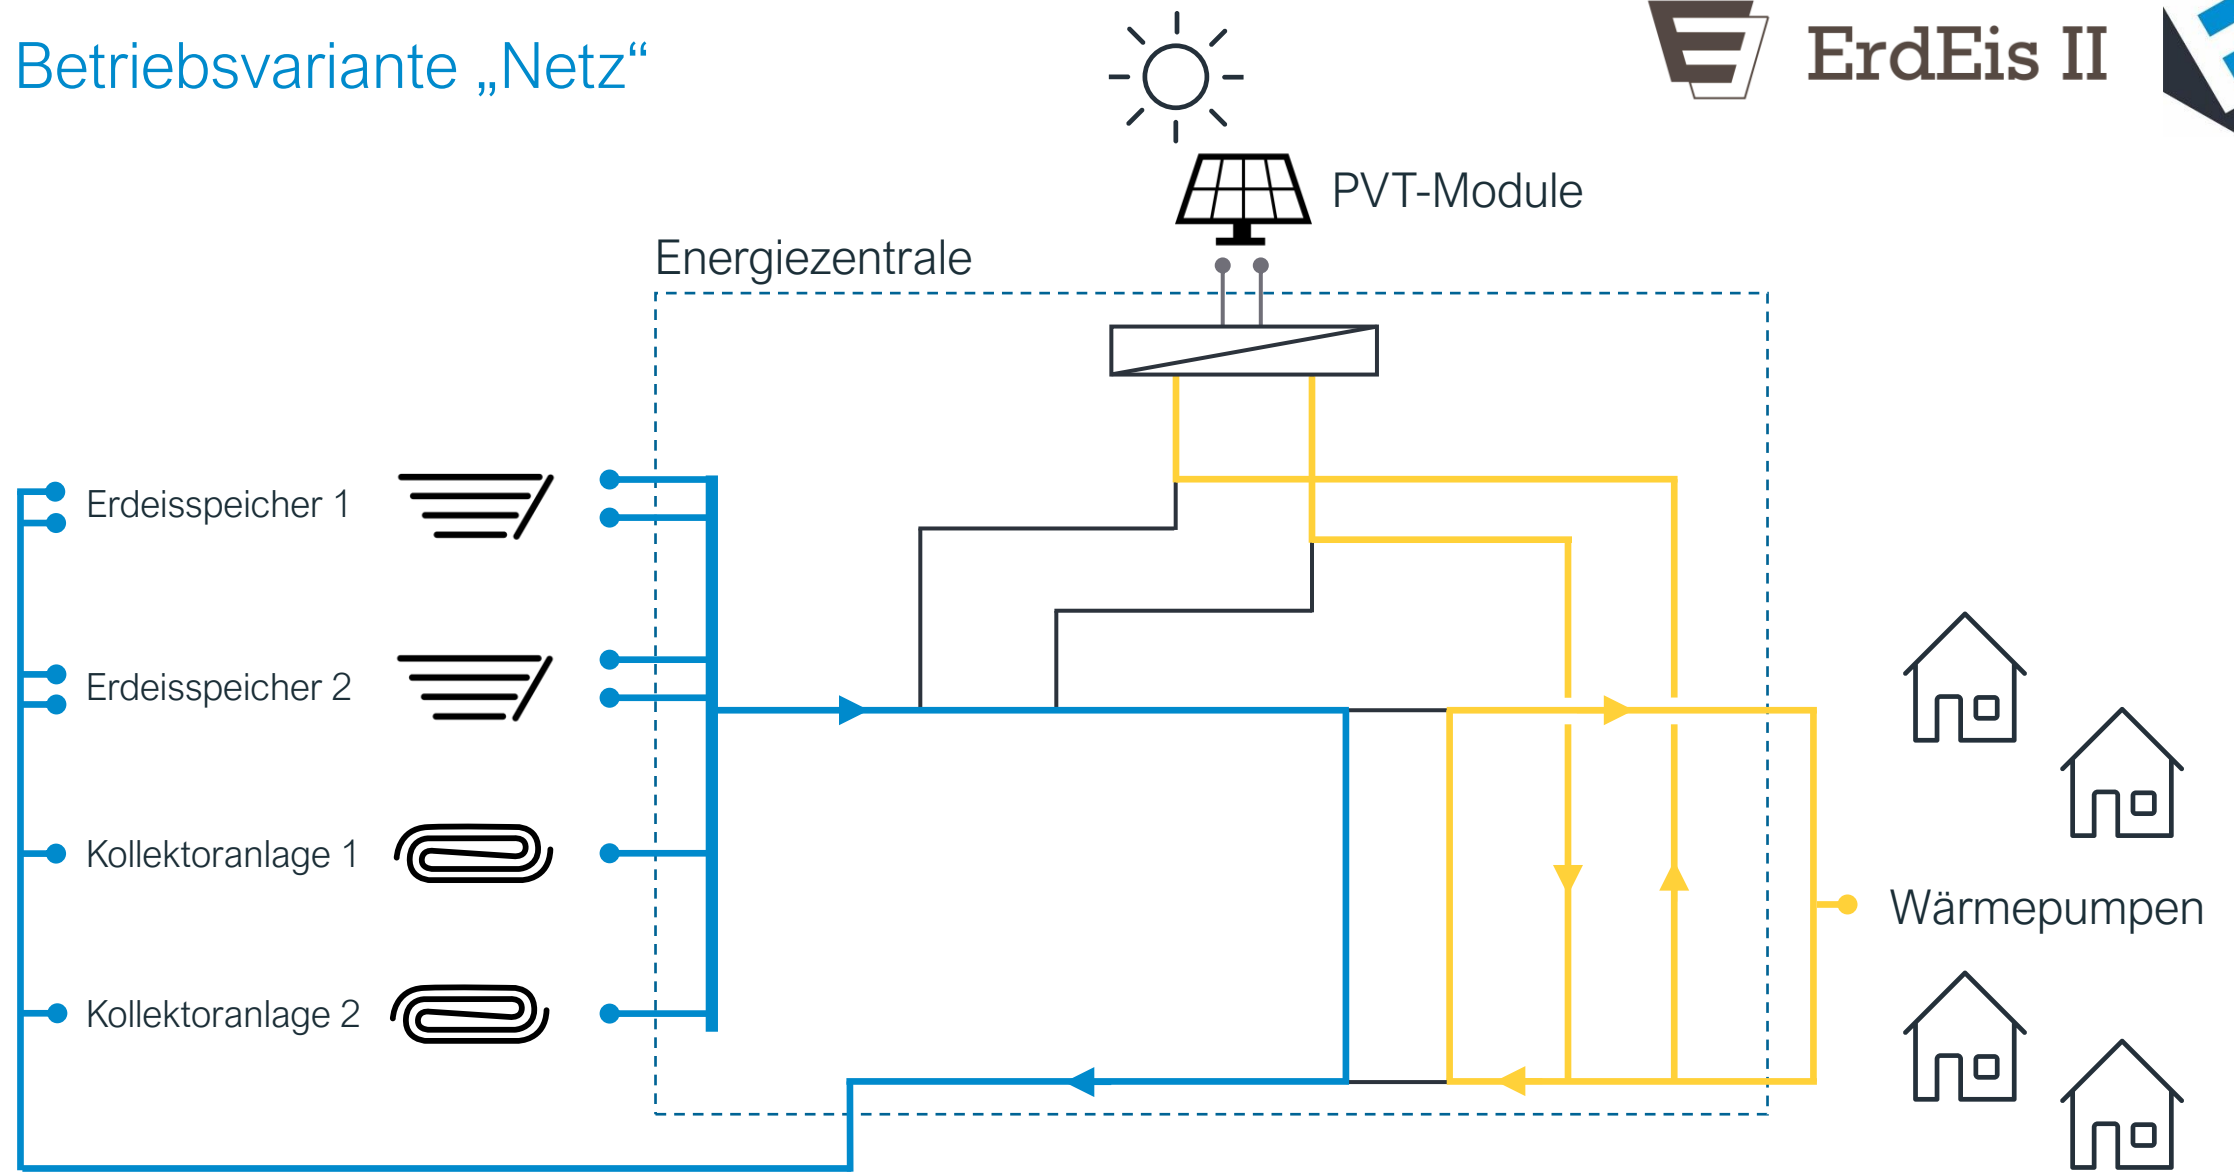 Betriebsvariante „Netz“
ErdEis II
PVT-Module
Energiezentrale
Erdeisspeicher 1
Erdeisspeicher 2
Kollektoranlage 1
Wärmepumpen
Kollektoranlage 2